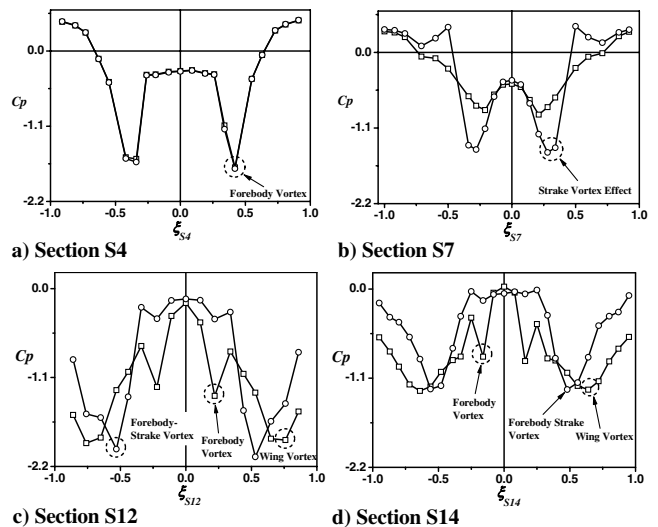 0.0
-1.1
-2.2
Cp
-1.0
-0.5
0.0
0.5
1.0
ξS4
Forebody Vortex
a) Section S4
0.0
-1.1
-2.2
Cp
-1.0
-0.5
0.0
0.5
1.0
ξS7
Strake Vortex Effect
b) Section S7
0.0
-1.1
-2.2
Cp
-1.0
-0.5
0.0
0.5
1.0
ξS12
Forebody-
Strake Vortex
Forebody
Vortex
Wing Vortex
c) Section S12
0.0
-1.1
-2.2
Cp
-1.0
-0.5
0.0
0.5
1.0
ξS14
Forebody
Vortex
Forebody Strake
Vortex
Wing Vortex
d) Section S14